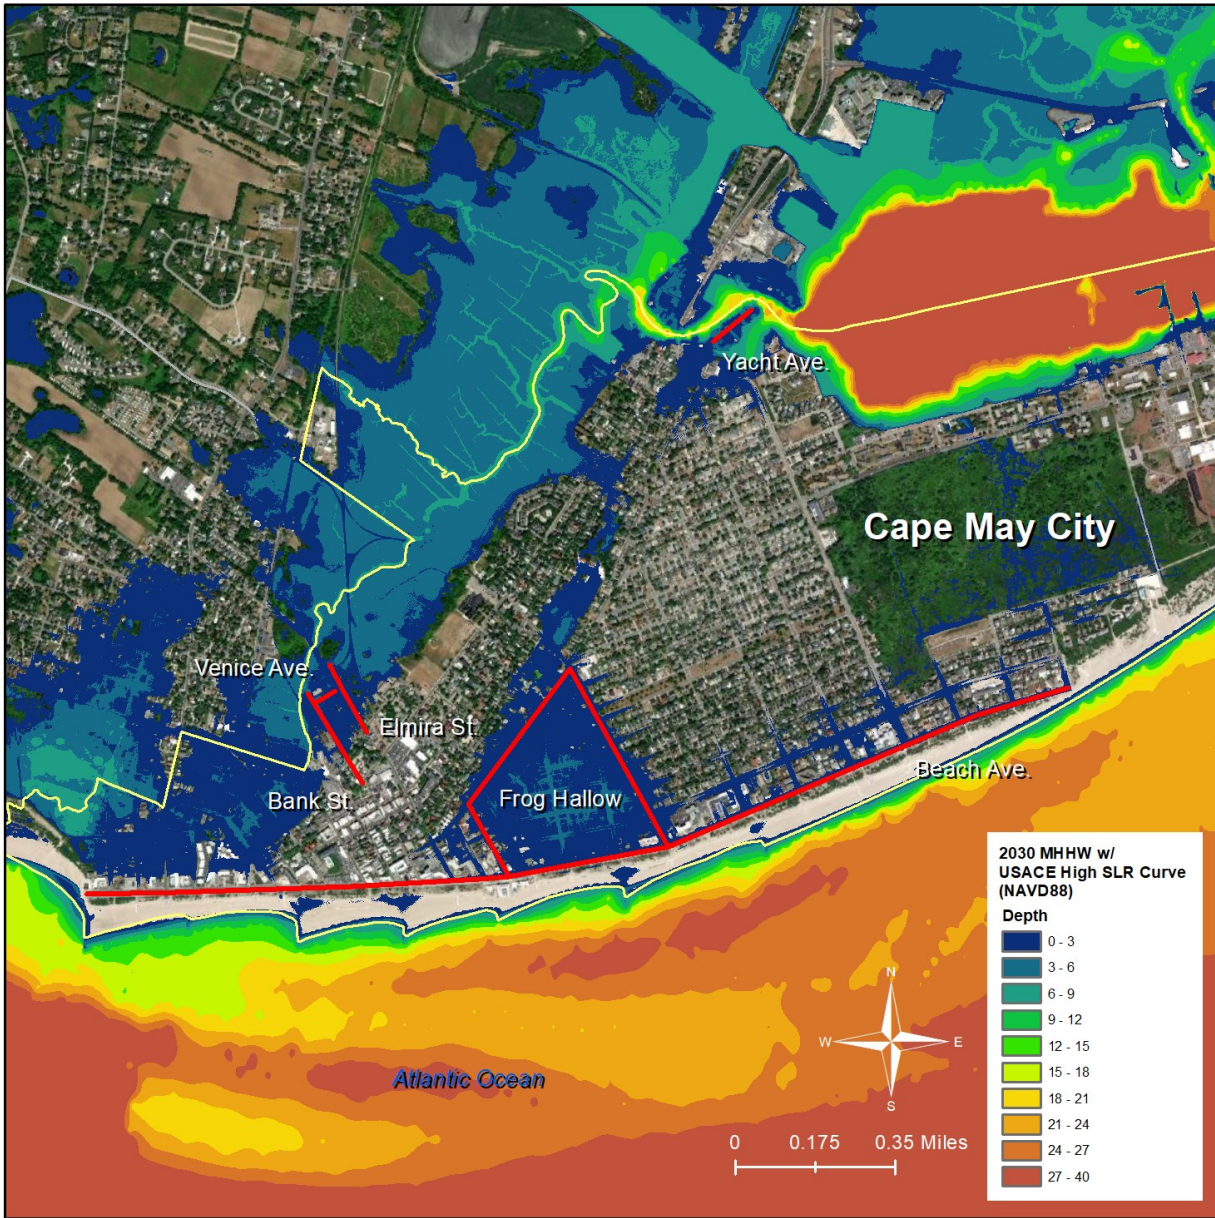 Yacht Ave.
Cape May City
Venice Ave.
Elmira St.
Beach Ave.
Bank St.
Frog Hallow
2030 MHHW w/
USACE High SLR Curve
(NAVD88)
Depth
0 - 3
3 - 6
6 - 9
9 - 12
12 - 15
15 - 18
18 - 21
21 - 24
24 - 27
27 - 40
N
W
E
S
Atlantic Ocean
0 0.175 0.35 Miles